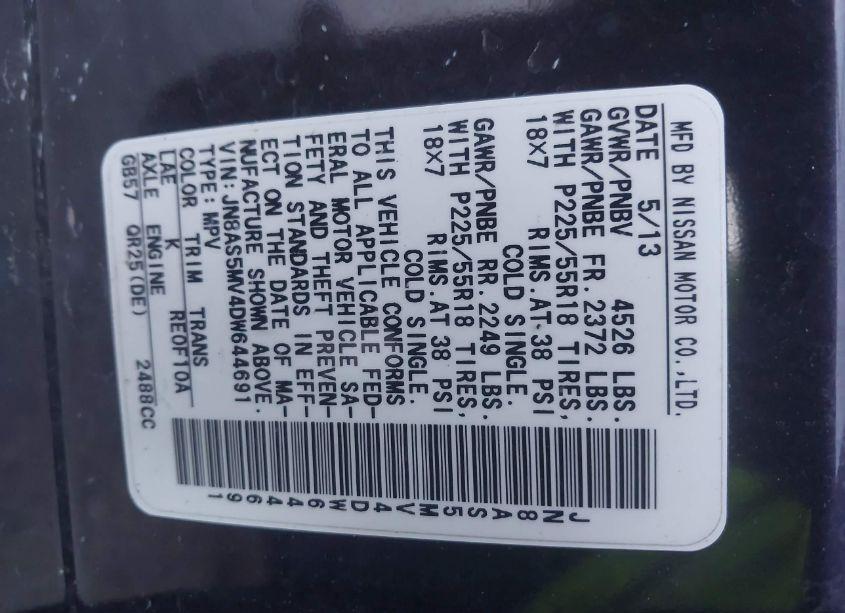 MFD BY NISSAN MOTOR CO.,LTD.
DATE 5/13
GVWR/PNBV 4526 LBS.
GAWR/PNBE FR. 2372 LBS.
WITH P225/55R18 TIRES,
18X7 RIMS.AT 38 PSI
COLD SINGLE.
GAWR/PNBE RR. 2249 LBS.
WITH P225/55R18 TIRES,
18X7 RIMS.AT 38 PSI
COLD SINGLE.
THIS VEHICLE CONFORMS
TO ALL APPLICABLE FED-
ERAL MOTOR VEHICLE SA-
FETY AND THEFT PREVEN-
TION STANDARDS IN EFF-
ECT ON THE DATE OF MA-
NUFACTURE SHOWN ABOVE.
VIN: JN8AS5MV4DW644691
TYPE: MPV
COLOR TRIM TRANS
LAE K RE0F10A
AXLE ENGINE
GB57 QR25(DE) 2488CC
JN8AS5MV4DW644691